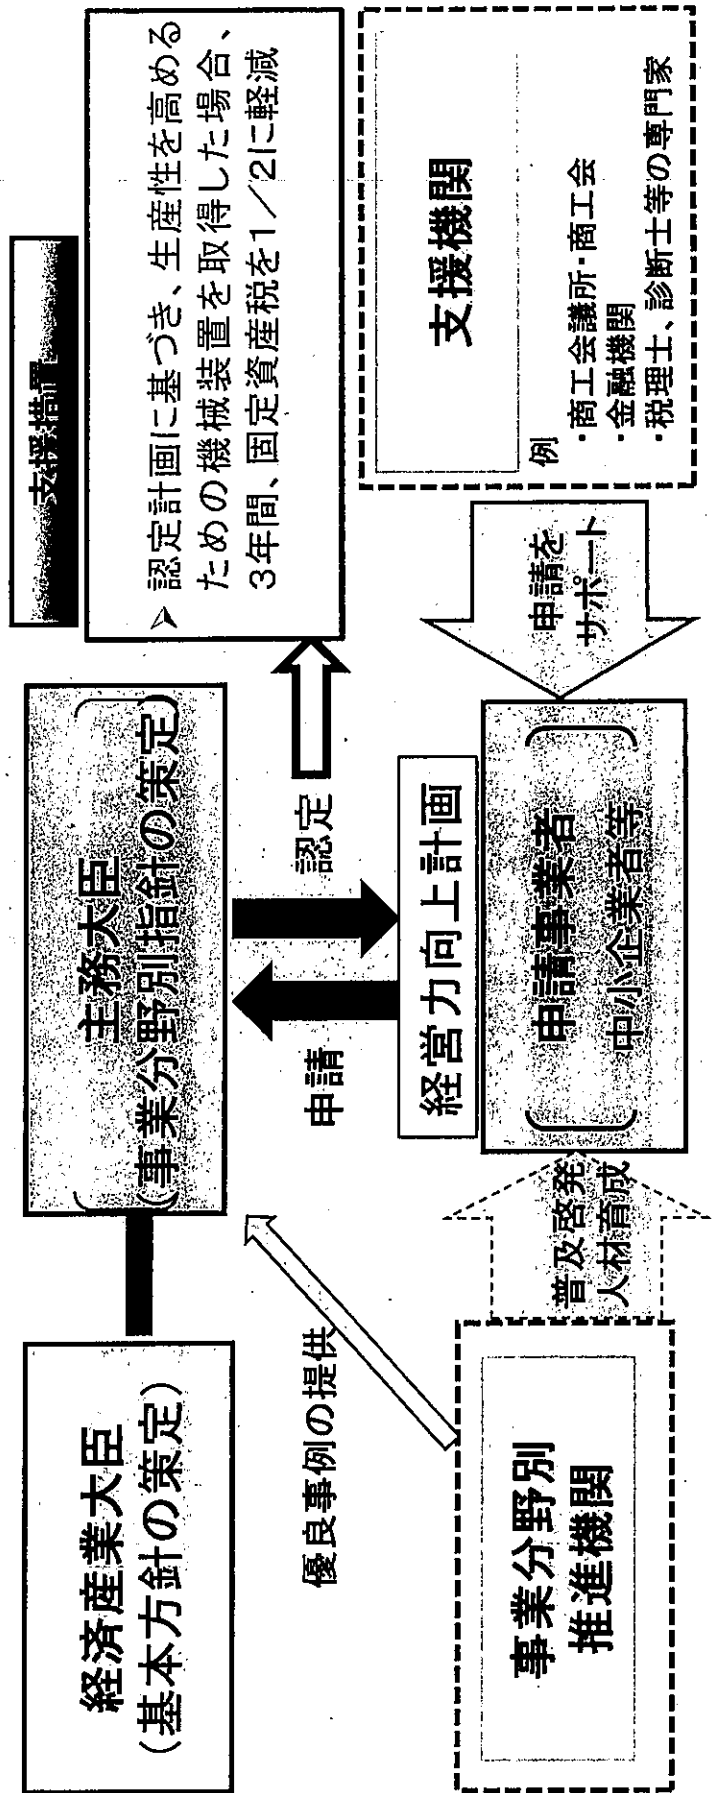 経済産業大臣
(基本方針の策定)
主務大臣
(事業分野別指針の策定)
支援措置
➤ 認定計画に基づき、生産性を高める
ための機械装置を取得した場合、
3年間、固定資産税を1/2に軽減
優良事例の提供
申請
認定
経営力向上計画
事業分野別
推進機関
普及啓発
人材育成
申請事業者
中小企業者等
申請を
サポート
支援機関
例
・商工会議所・商工会
・金融機関
・税理士、診断士等の専門家